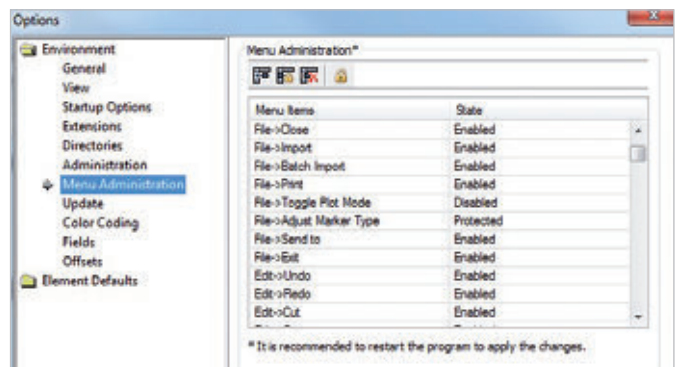 Options
Environment
General
View
Startup Options
Extensions
Directories
Administration
Menu Administration
Update
Color Coding
Fields
Offsets
Element Defaults
Menu Administration*
Menu Items State
File->Close Enabled
File->Import Enabled
File->Batch Import Enabled
File->Print Enabled
File->Toggle Plot Mode Disabled
File->Adjust Marker Type Protected
File->Send to Enabled
File->Exit Enabled
Edit->Undo Enabled
Edit->Redo Enabled
Edit->Cut Enabled
* It is recommended to restart the program to apply the changes.